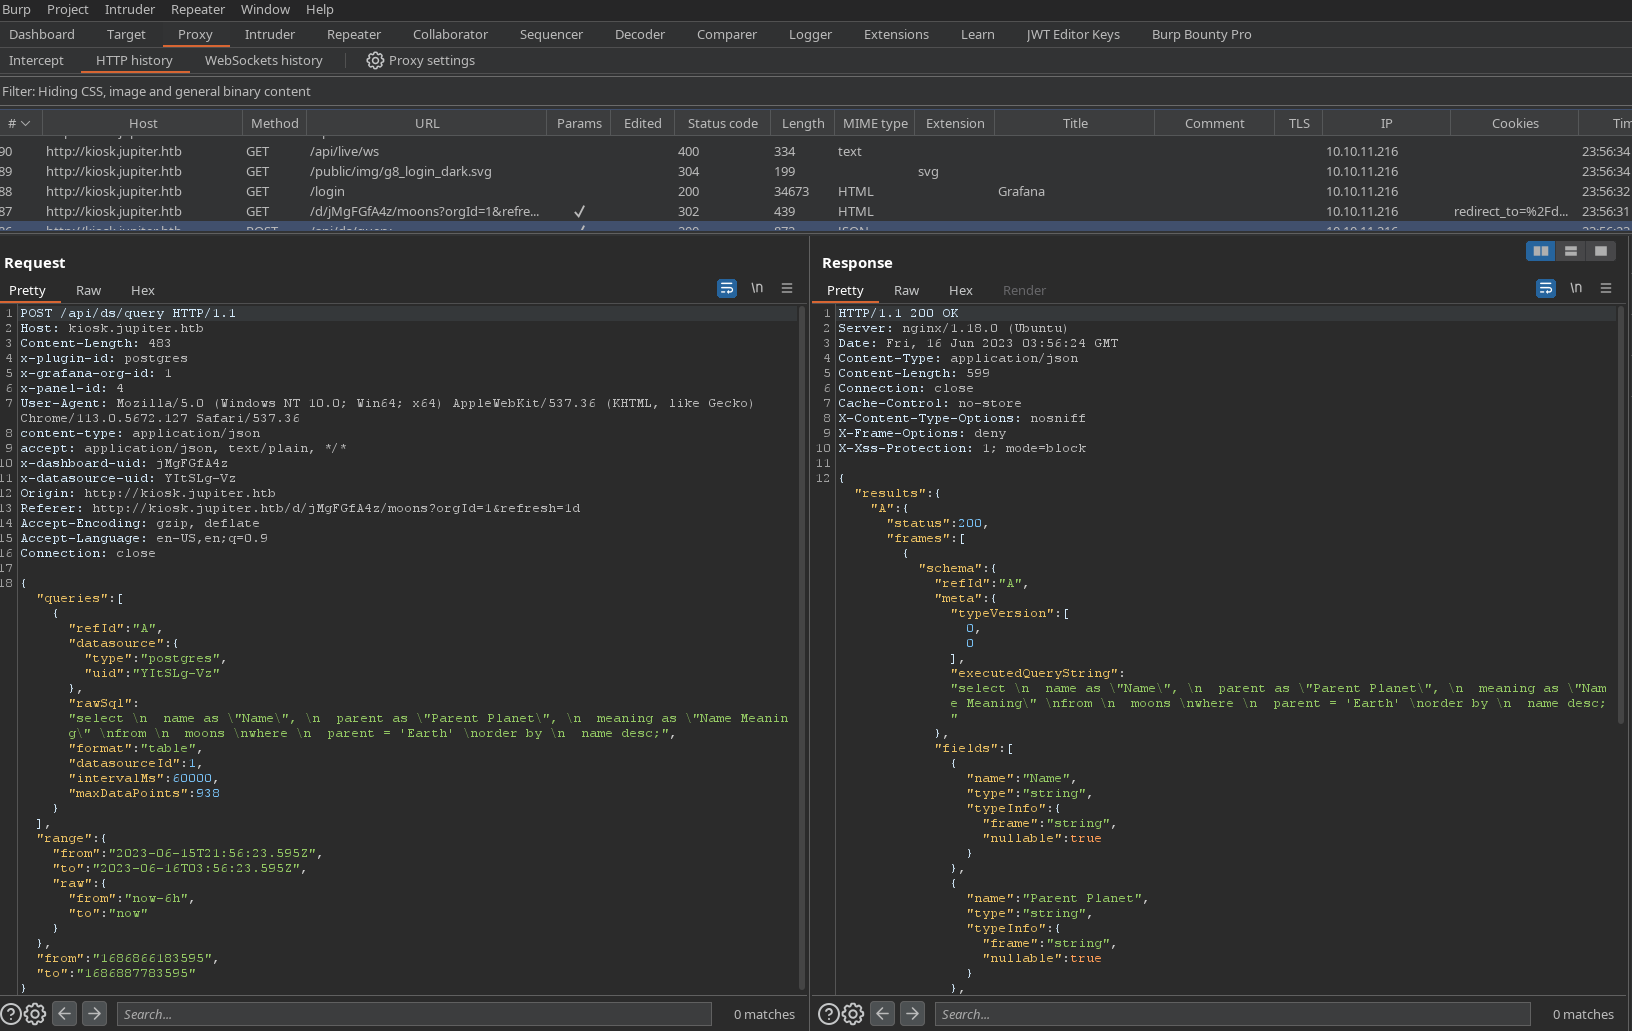 Burp Project Intruder Repeater Window Help
Dashboard Target Proxy Intruder Repeater Collaborator Sequencer Decoder Comparer Logger Extensions Learn JWT Editor Keys Burp Bounty Pro
Intercept HTTP history WebSockets history Proxy settings
Filter: Hiding CSS, image and general binary content
# Host Method URL Params Edited Status code Length MIME type Extension Title Comment TLS IP Cookies Tim
90 http://kiosk.jupiter.htb GET /api/live/ws 400 334 text 10.10.11.216 23:56:34
89 http://kiosk.jupiter.htb GET /public/img/g8_login_dark.svg 304 199 svg 10.10.11.216 23:56:34
88 http://kiosk.jupiter.htb GET /login 200 34673 HTML Grafana 10.10.11.216 23:56:32
87 http://kiosk.jupiter.htb GET /d/jMgFGfA4z/moons?orgId=1&refre... ✓ 302 439 HTML 10.10.11.216 redirect_to=%2Fd... 23:56:31
Request
Pretty Raw Hex \n
1 POST /api/ds/query HTTP/1.1
2 Host: kiosk.jupiter.htb
3 Content-Length: 483
4 x-plugin-id: postgres
5 x-grafana-org-id: 1
6 x-panel-id: 4
7 User-Agent: Mozilla/5.0 (Windows NT 10.0; Win64; x64) AppleWebKit/537.36 (KHTML, like Gecko)
Chrome/113.0.5672.127 Safari/537.36
8 content-type: application/json
9 accept: application/json, text/plain, */*
10 x-dashboard-uid: jMgFGfA4z
11 x-datasource-uid: YItSLg-Vz
12 Origin: http://kiosk.jupiter.htb
13 Referer: http://kiosk.jupiter.htb/d/jMgFGfA4z/moons?orgId=1&refresh=1d
14 Accept-Encoding: gzip, deflate
15 Accept-Language: en-US,en;q=0.9
16 Connection: close
17
18 {
"queries":[
{
"refId":"A",
"datasource":{
"type":"postgres",
"uid":"YItSLg-Vz"
},
"rawSql":
"select \n  name as \"Name\", \n  parent as \"Parent Planet\", \n  meaning as \"Name Meanin
g\" \nfrom \n  moons \nwhere \n  parent = 'Earth' \norder by \n  name desc;",
"format":"table",
"datasourceId":1,
"intervalMs":60000,
"maxDataPoints":938
}
],
"range":{
"from":"2023-06-15T21:56:23.595Z",
"to":"2023-06-16T03:56:23.595Z",
"raw":{
"from":"now-6h",
"to":"now"
}
},
"from":"1686866183595",
"to":"1686887783595"
}
Search... 0 matches
Response
Pretty Raw Hex Render \n
1 HTTP/1.1 200 OK
2 Server: nginx/1.18.0 (Ubuntu)
3 Date: Fri, 16 Jun 2023 03:56:24 GMT
4 Content-Type: application/json
5 Content-Length: 599
6 Connection: close
7 Cache-Control: no-store
8 X-Content-Type-Options: nosniff
9 X-Frame-Options: deny
10 X-Xss-Protection: 1; mode=block
11
12 {
"results":{
"A":{
"status":200,
"frames":[
{
"schema":{
"refId":"A",
"meta":{
"typeVersion":[
0,
0
],
"executedQueryString":
"select \n  name as \"Name\", \n  parent as \"Parent Planet\", \n  meaning as \"Nam
e Meaning\" \nfrom \n  moons \nwhere \n  parent = 'Earth' \norder by \n  name desc;
"
},
"fields":[
{
"name":"Name",
"type":"string",
"typeInfo":{
"frame":"string",
"nullable":true
}
},
{
"name":"Parent Planet",
"type":"string",
"typeInfo":{
"frame":"string",
"nullable":true
}
},
Search... 0 matches